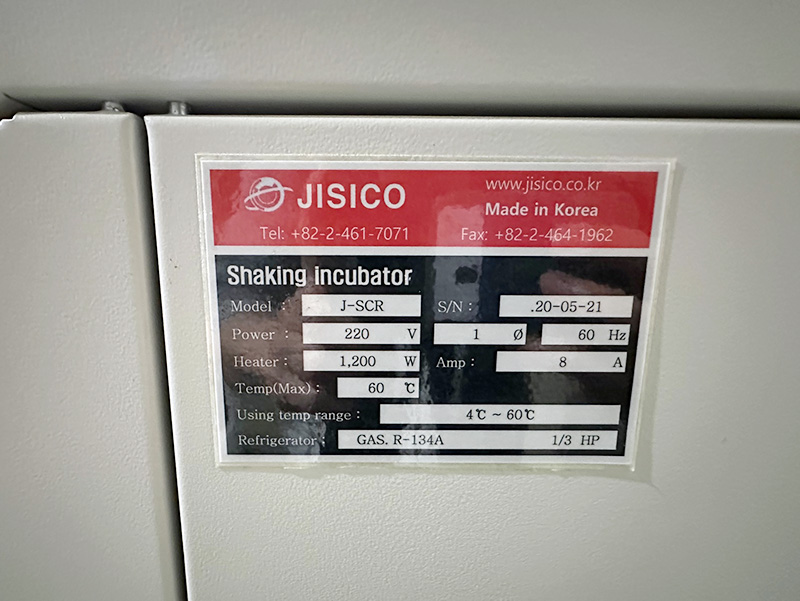 JISICO
www.jisico.co.kr
Made in Korea
Tel: +82-2-461-7071 Fax: +82-2-464-1962
Shaking incubator
Model : J-SCR S/N : .20-05-21
Power : 220 V 1 Ø 60 Hz
Heater : 1,200 W Amp : 8 A
Temp(Max) : 60 ℃
Using temp range : 4℃ ~ 60℃
Refrigerator : GAS. R-134A 1/3 HP